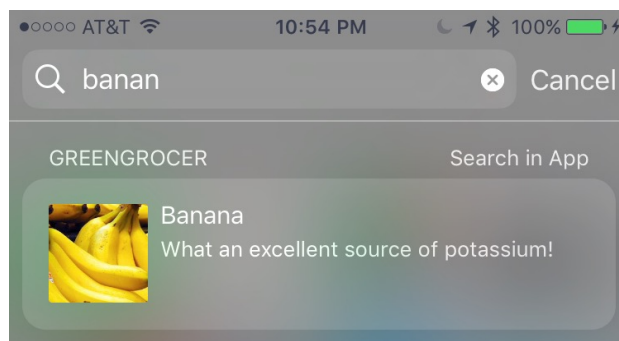 ●○○○○ AT&T 10:54 PM 100%
banan Cancel
GREENGROCER Search in App
Banana
What an excellent source of potassium!